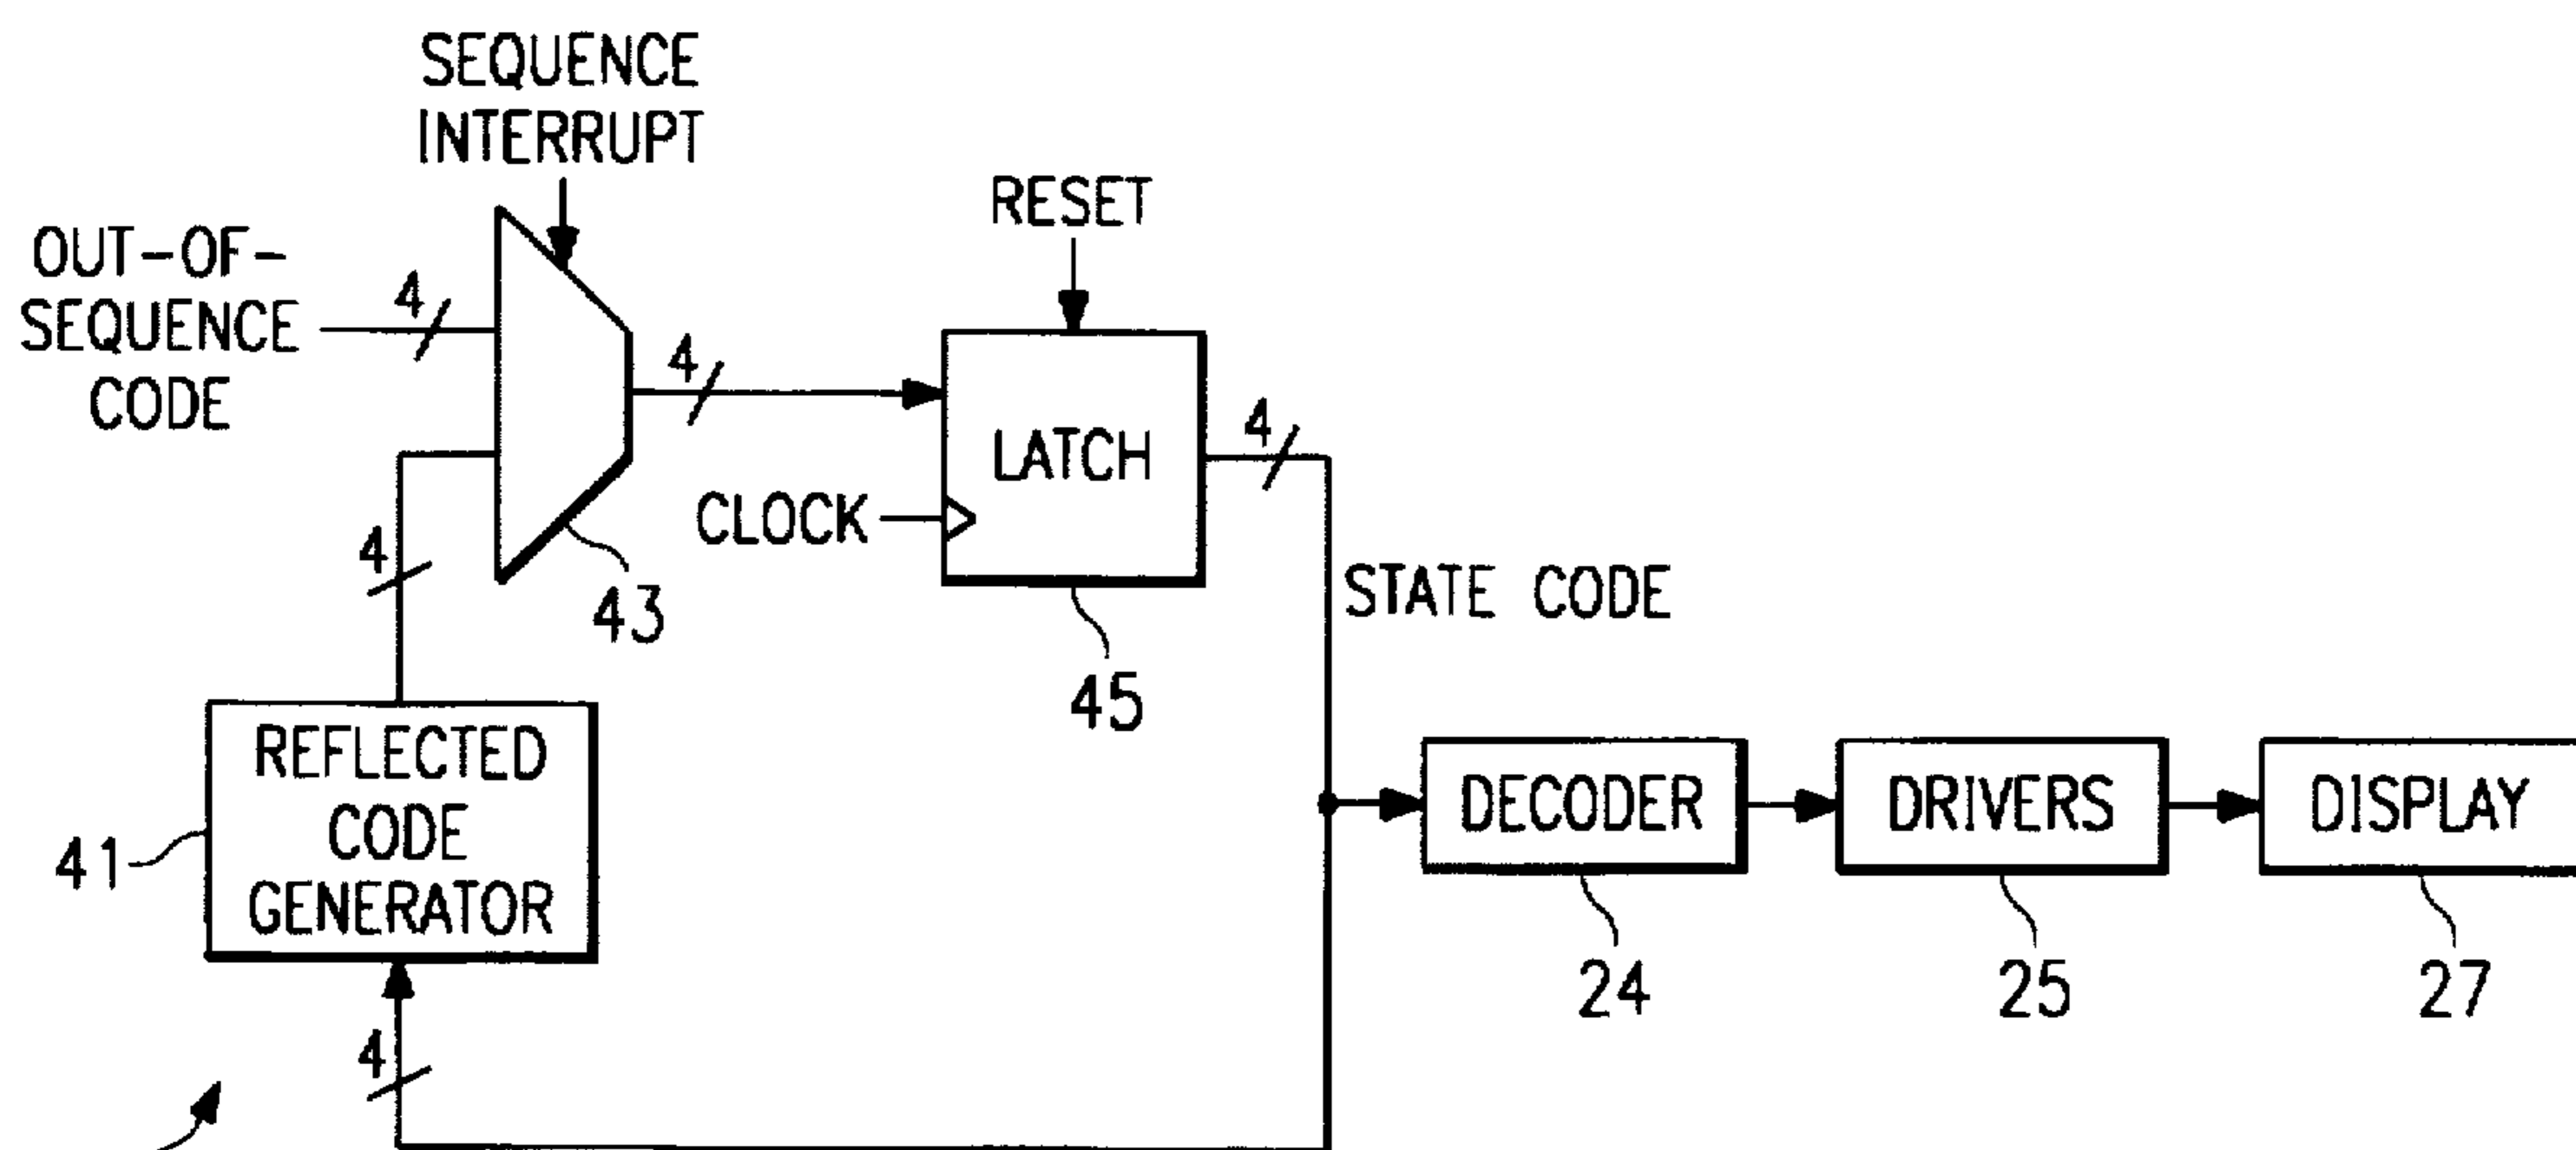 SEQUENCE
INTERRUPT
OUT-OF-
SEQUENCE
CODE
4
4
RESET
LATCH
CLOCK
4
4
43
45
STATE CODE
REFLECTED
CODE
GENERATOR
41
4
DECODER
DRIVERS
DISPLAY
24
25
27